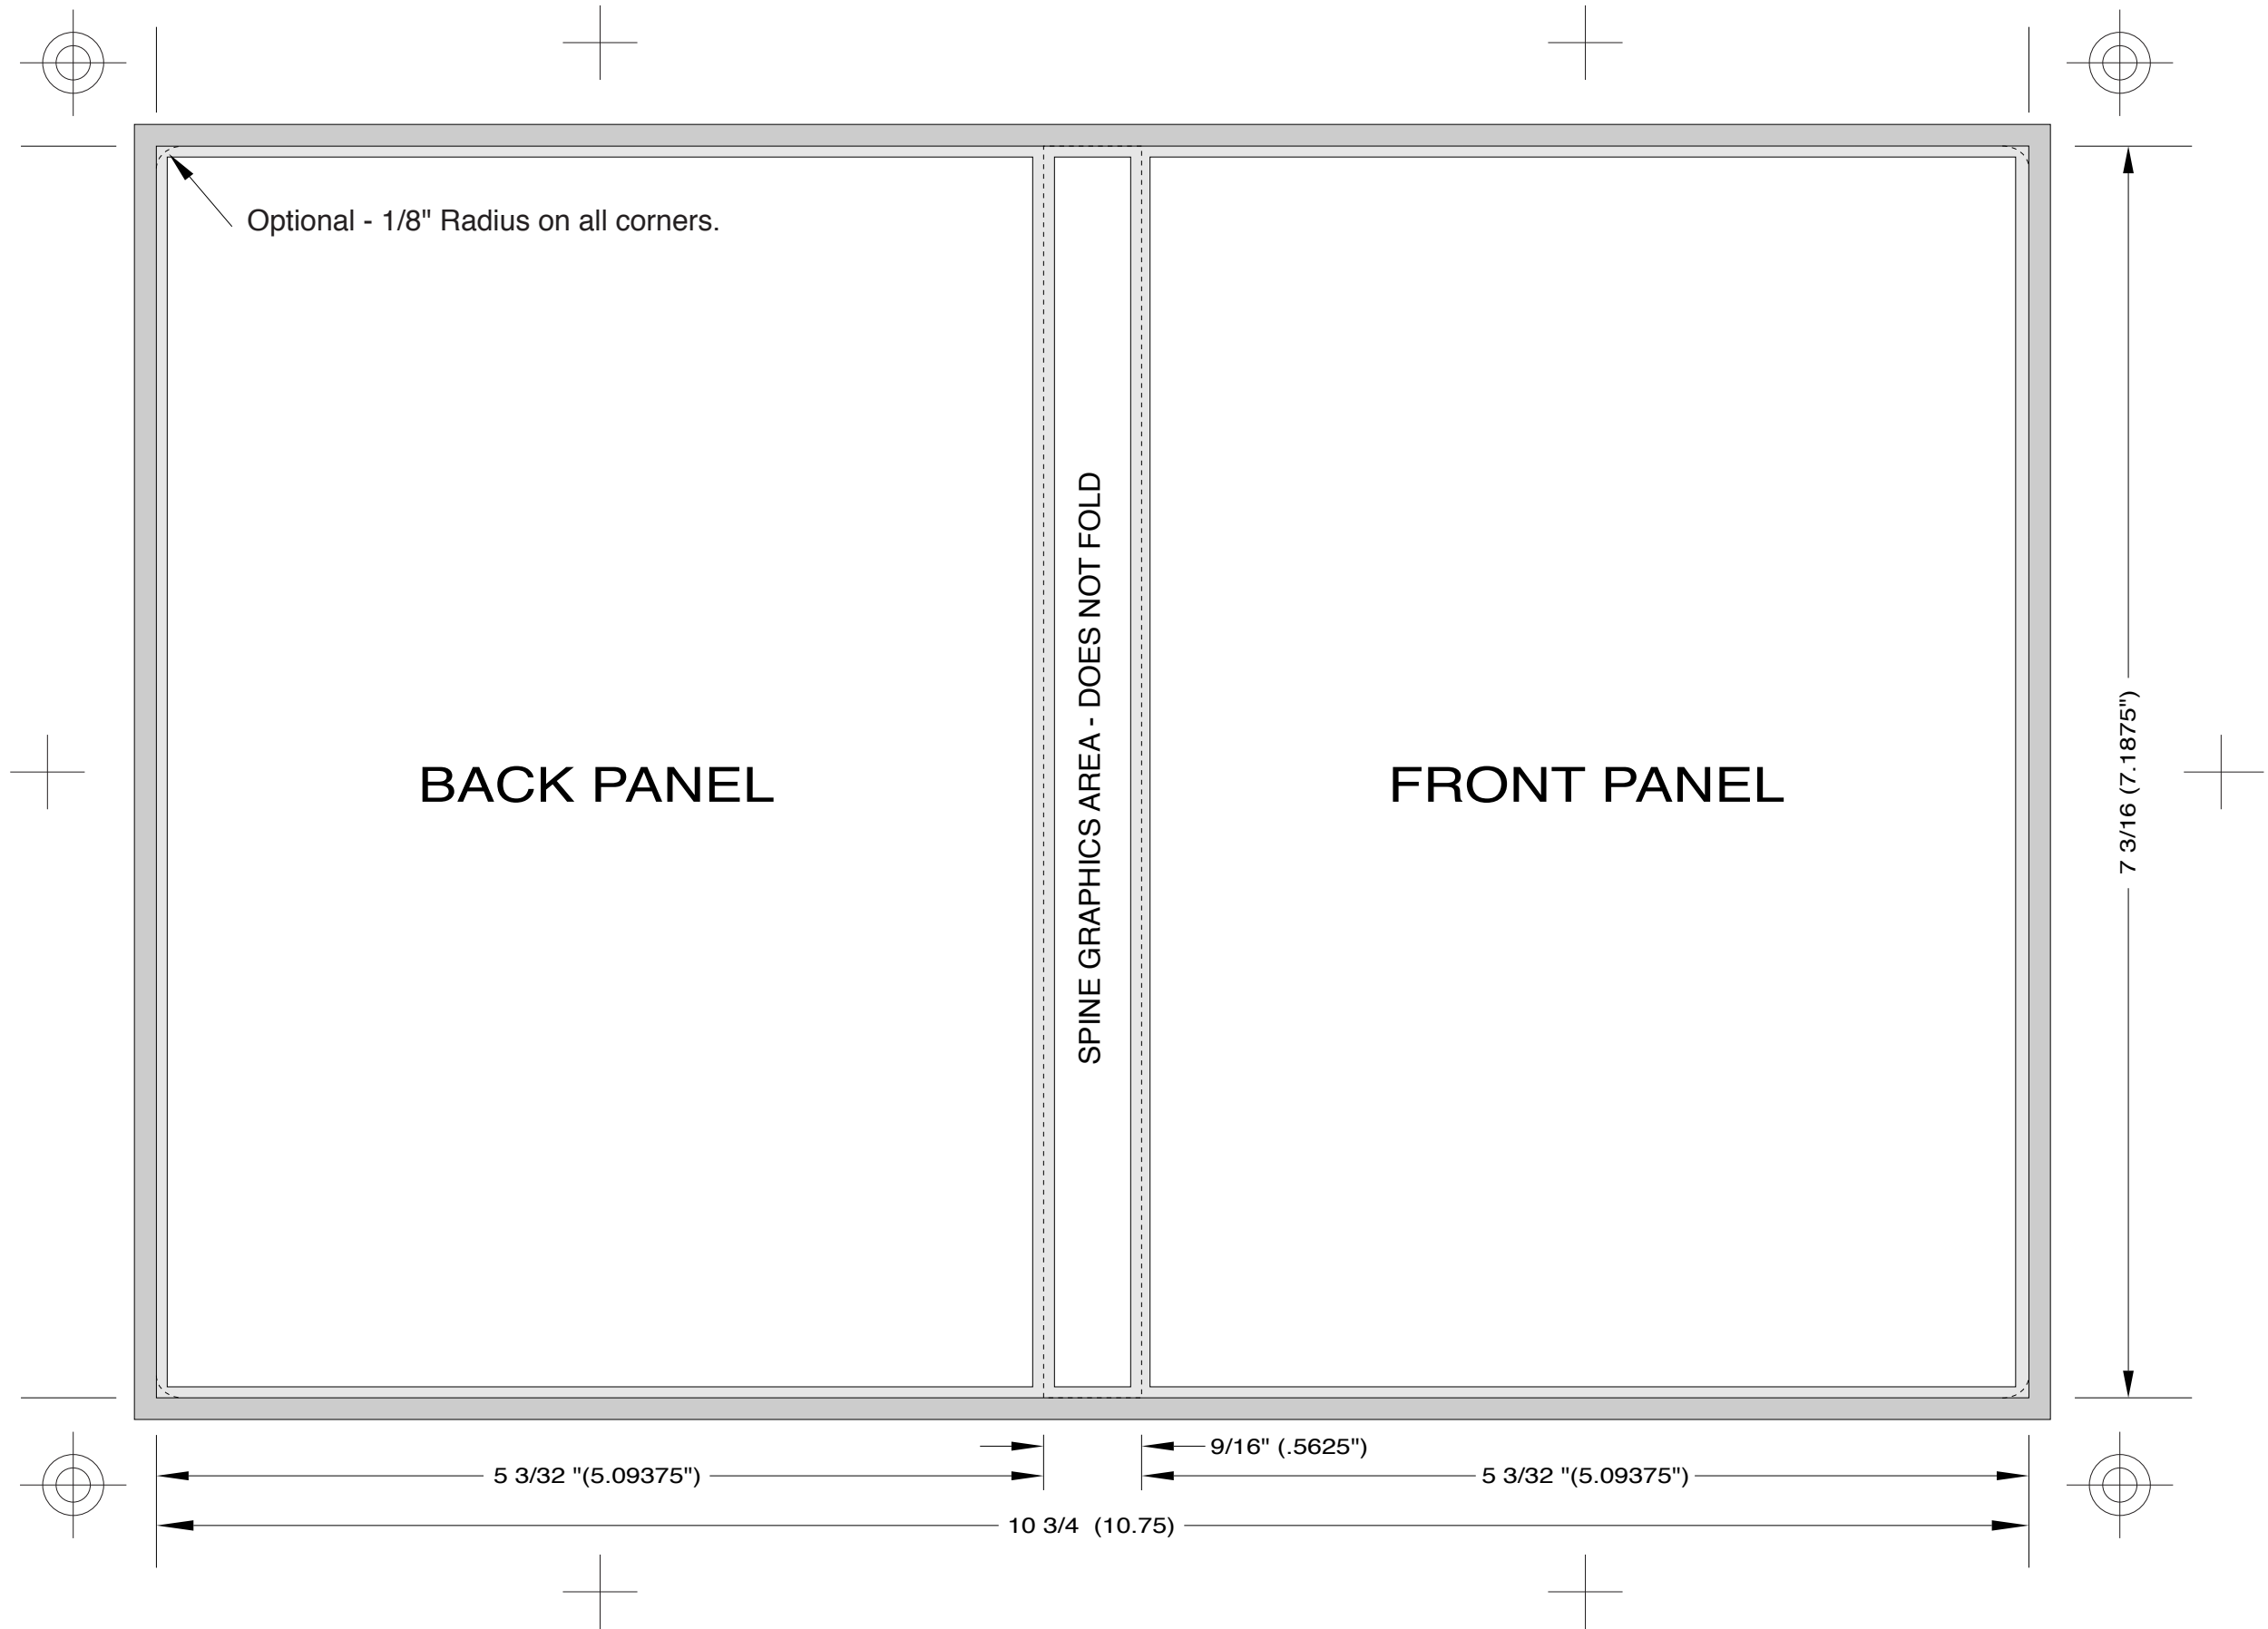 Optional - 1/8" Radius on all corners.
BACK PANEL
SPINE GRAPHICS AREA - DOES NOT FOLD
FRONT PANEL
7 3/16 (7.1875")
9/16" (.5625")
5 3/32 "(5.09375")
5 3/32 "(5.09375")
10 3/4  (10.75)